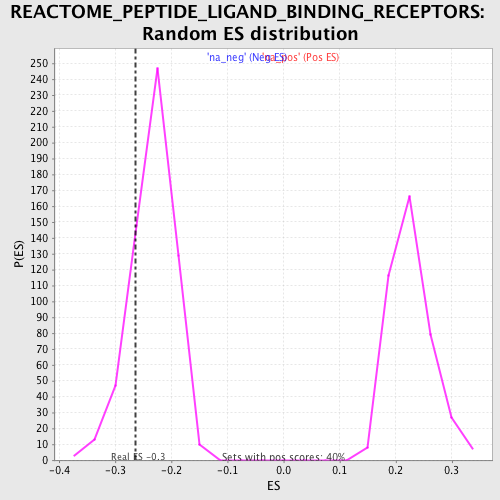 REACTOME_PEPTIDE_LIGAND_BINDING_RECEPTORS:
Random ES distribution
'na_neg' (Neg ES)
'na_pos' (Pos ES)
250
240
230
220
210
200
190
180
170
160
150
140
130
120
110
100
90
80
70
60
50
40
30
20
10
0
P(ES)
Real ES -0.3
Sets with pos scores: 40%
-0.4 -0.3 -0.2 -0.1 0.0 0.1 0.2 0.3
ES